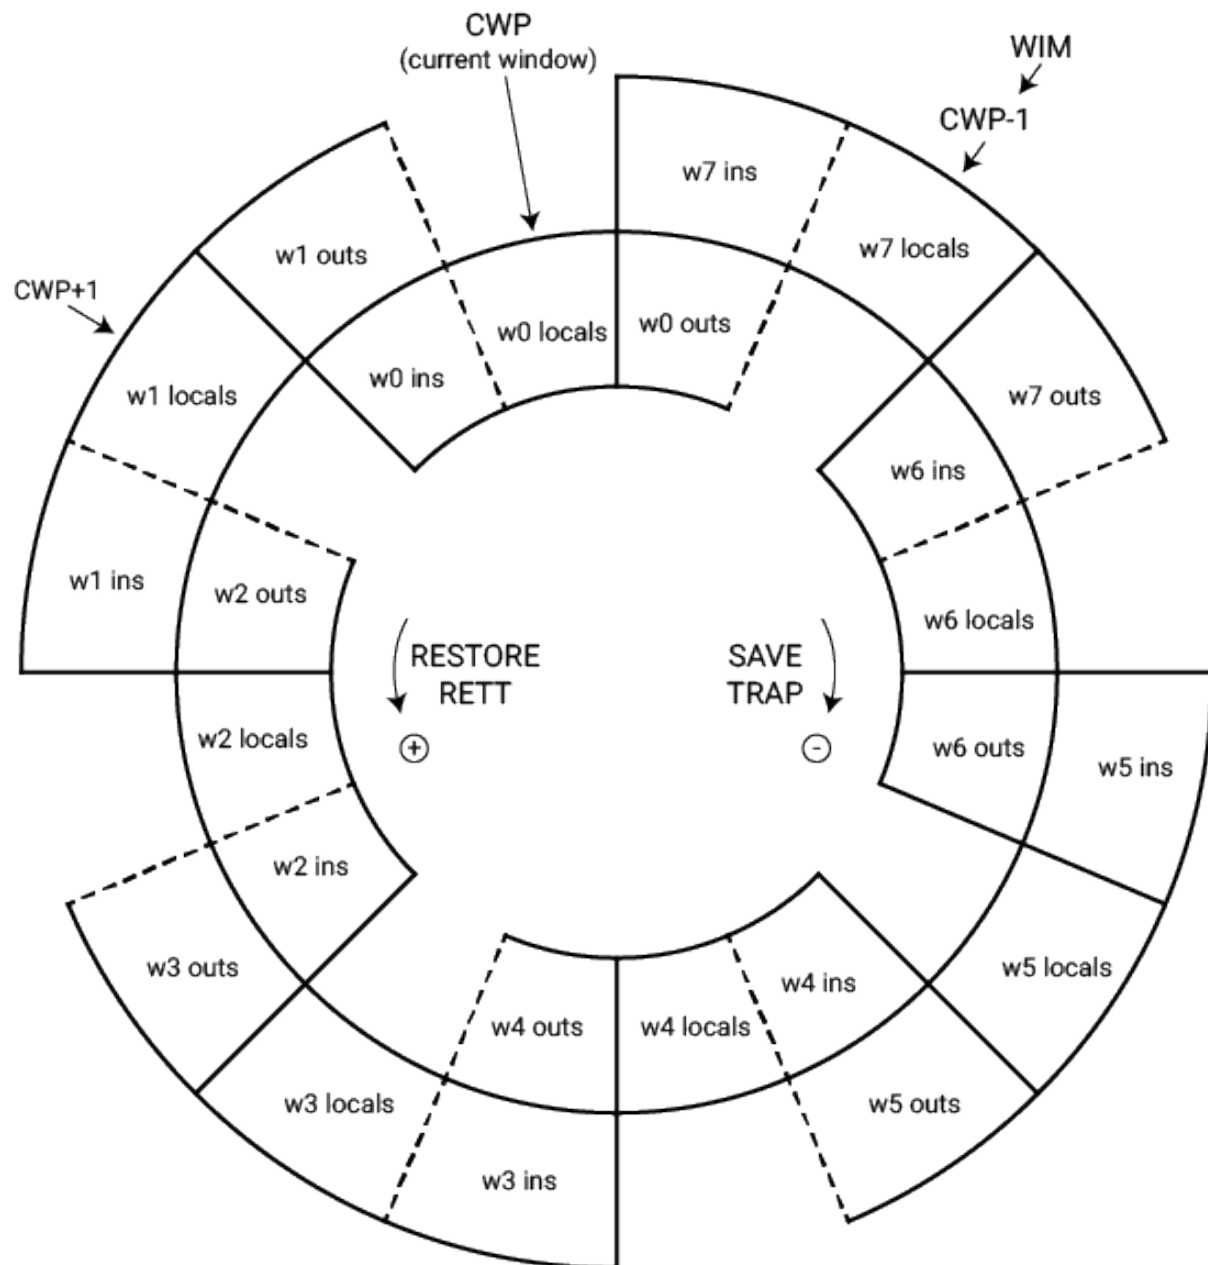 CWP
(current window)
WIM
CWP-1
w7 ins
w7 locals
w1 outs
CWP+1
w0 locals
w0 outs
w0 ins
w1 locals
w7 outs
w6 ins
w1 ins
w2 outs
w6 locals
RESTORE
RETT
SAVE
TRAP
+
-
w2 locals
w6 outs
w5 ins
w2 ins
w3 outs
w4 ins
w5 locals
w4 outs
w4 locals
w3 locals
w5 outs
w3 ins